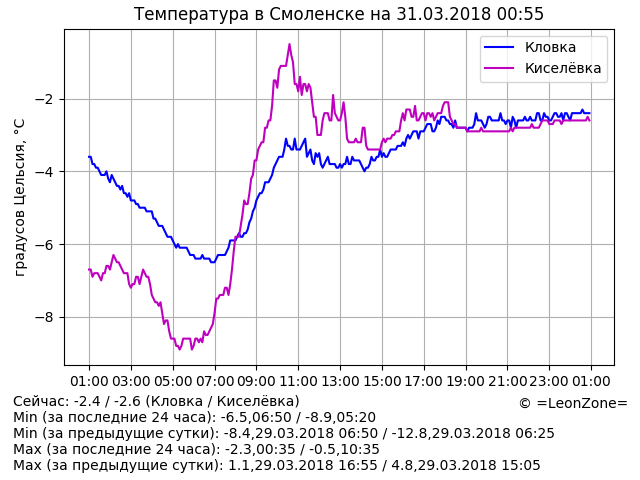 Температура в Смоленске на 31.03.2018 00:55
Кловка
Киселёвка
градусов Цельсия, °C
−2
−4
−6
−8
01:00 03:00 05:00 07:00 09:00 11:00 13:00 15:00 17:00 19:00 21:00 23:00 01:00
Сейчас: -2.4 / -2.6 (Кловка / Киселёвка)
© =LeonZone=
Min (за последние 24 часа): -6.5,06:50 / -8.9,05:20
Min (за предыдущие сутки): -8.4,29.03.2018 06:50 / -12.8,29.03.2018 06:25
Max (за последние 24 часа): -2.3,00:35 / -0.5,10:35
Max (за предыдущие сутки): 1.1,29.03.2018 16:55 / 4.8,29.03.2018 15:05